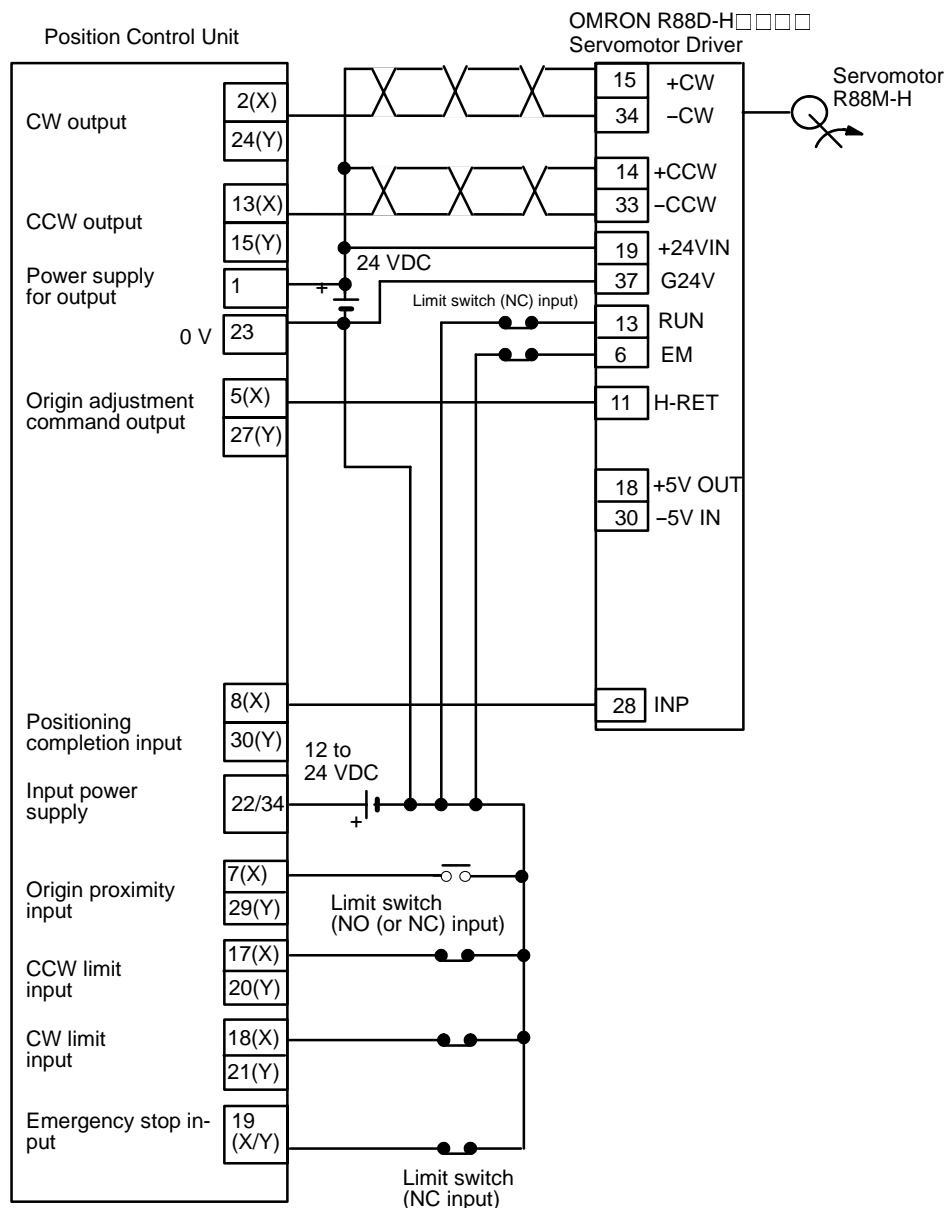 Position Control Unit
OMRON R88D-H□□□□
Servomotor Driver
Servomotor
R88M-H
CW output
2(X)
24(Y)
15 +CW
34 –CW
CCW output
13(X)
15(Y)
14 +CCW
33 –CCW
Power supply
for output
1
+
24 VDC
19 +24VIN
37 G24V
0 V
23
Limit switch (NC) input)
13 RUN
6 EM
Origin adjustment
command output
5(X)
27(Y)
11 H-RET
18 +5V OUT
30 –5V IN
Positioning
completion input
8(X)
30(Y)
28 INP
Input power
supply
22/34
12 to
24 VDC
+
Origin proximity
input
7(X)
29(Y)
Limit switch
(NO (or NC) input)
CCW limit
input
17(X)
20(Y)
CW limit
input
18(X)
21(Y)
Emergency stop in-
put
19
(X/Y)
Limit switch
(NC input)